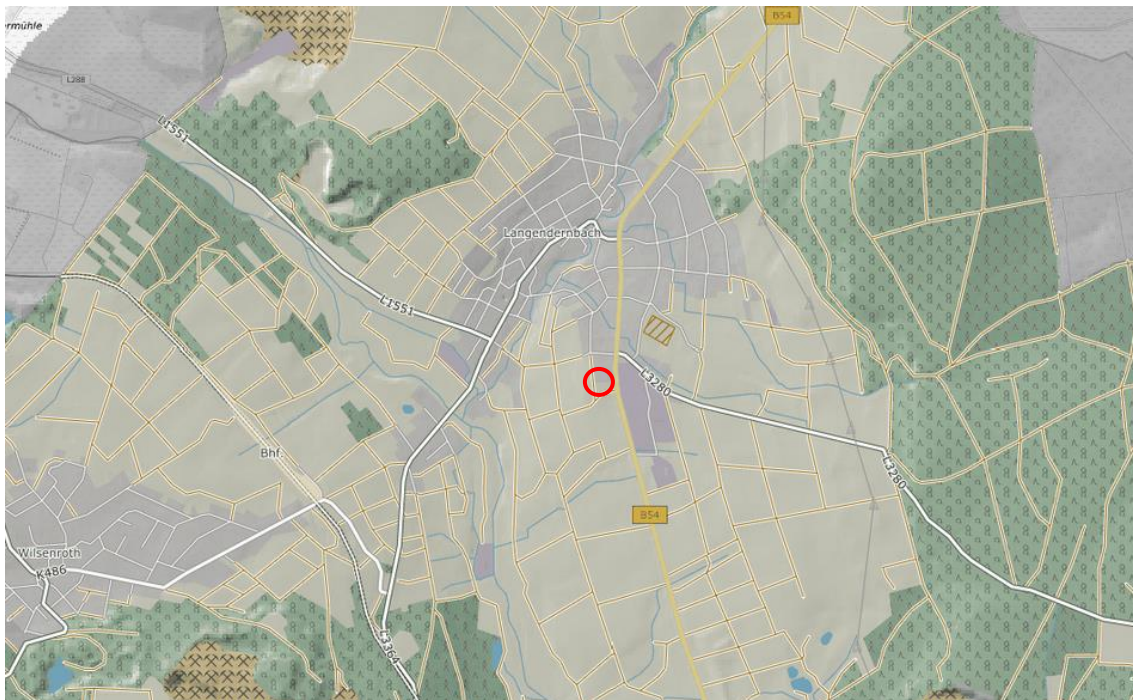 ermühle
B54
L288
L1551
Langendernbach
L1551
L3280
Bhf.
L3280
B54
Wilsenroth
K486
L3364